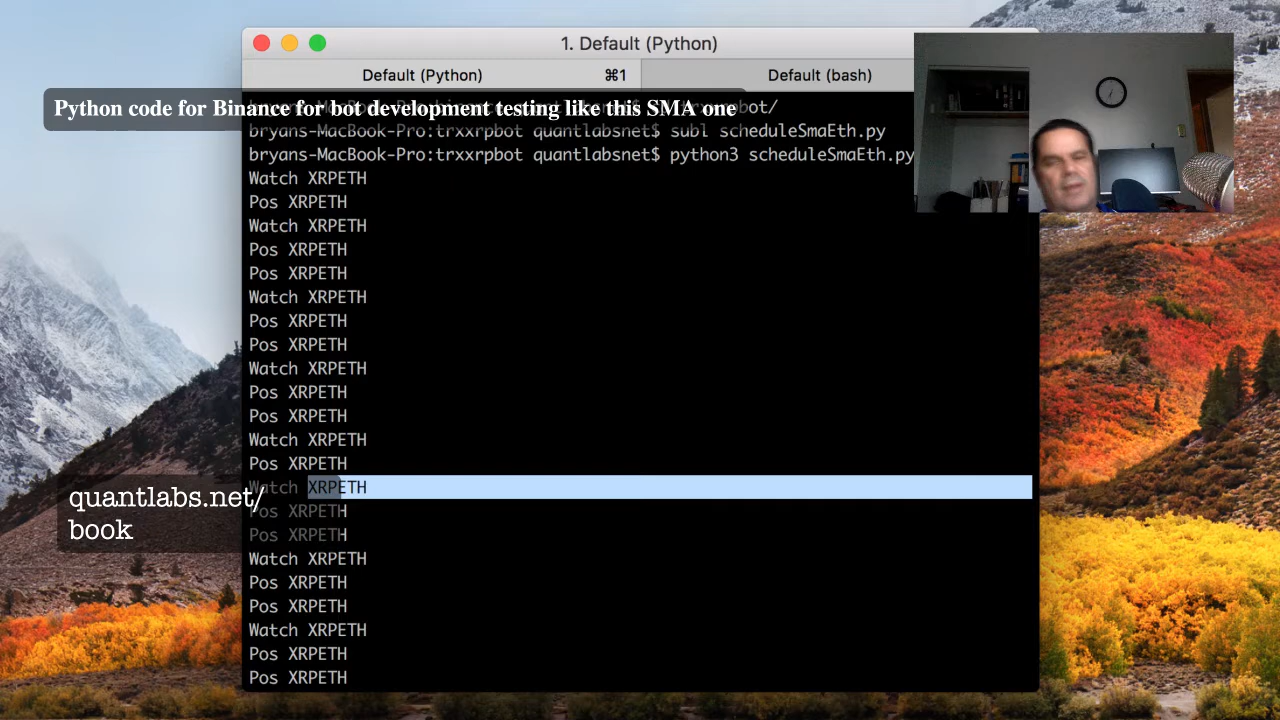 1. Default (Python)
Default (Python) ⌘1 Default (bash)
Python code for Binance for bot development testing like this SMA one
bot/
bryans-MacBook-Pro:trxxrpbot quantlabsnet$ subl scheduleSmaEth.py
bryans-MacBook-Pro:trxxrpbot quantlabsnet$ python3 scheduleSmaEth.py
Watch XRPETH
Pos XRPETH
Watch XRPETH
Pos XRPETH
Pos XRPETH
Watch XRPETH
Pos XRPETH
Pos XRPETH
Watch XRPETH
Pos XRPETH
Pos XRPETH
Watch XRPETH
Pos XRPETH
Watch XRPETH
Pos XRPETH
Pos XRPETH
Watch XRPETH
Pos XRPETH
Pos XRPETH
Watch XRPETH
Pos XRPETH
Pos XRPETH
quantlabs.net/
book